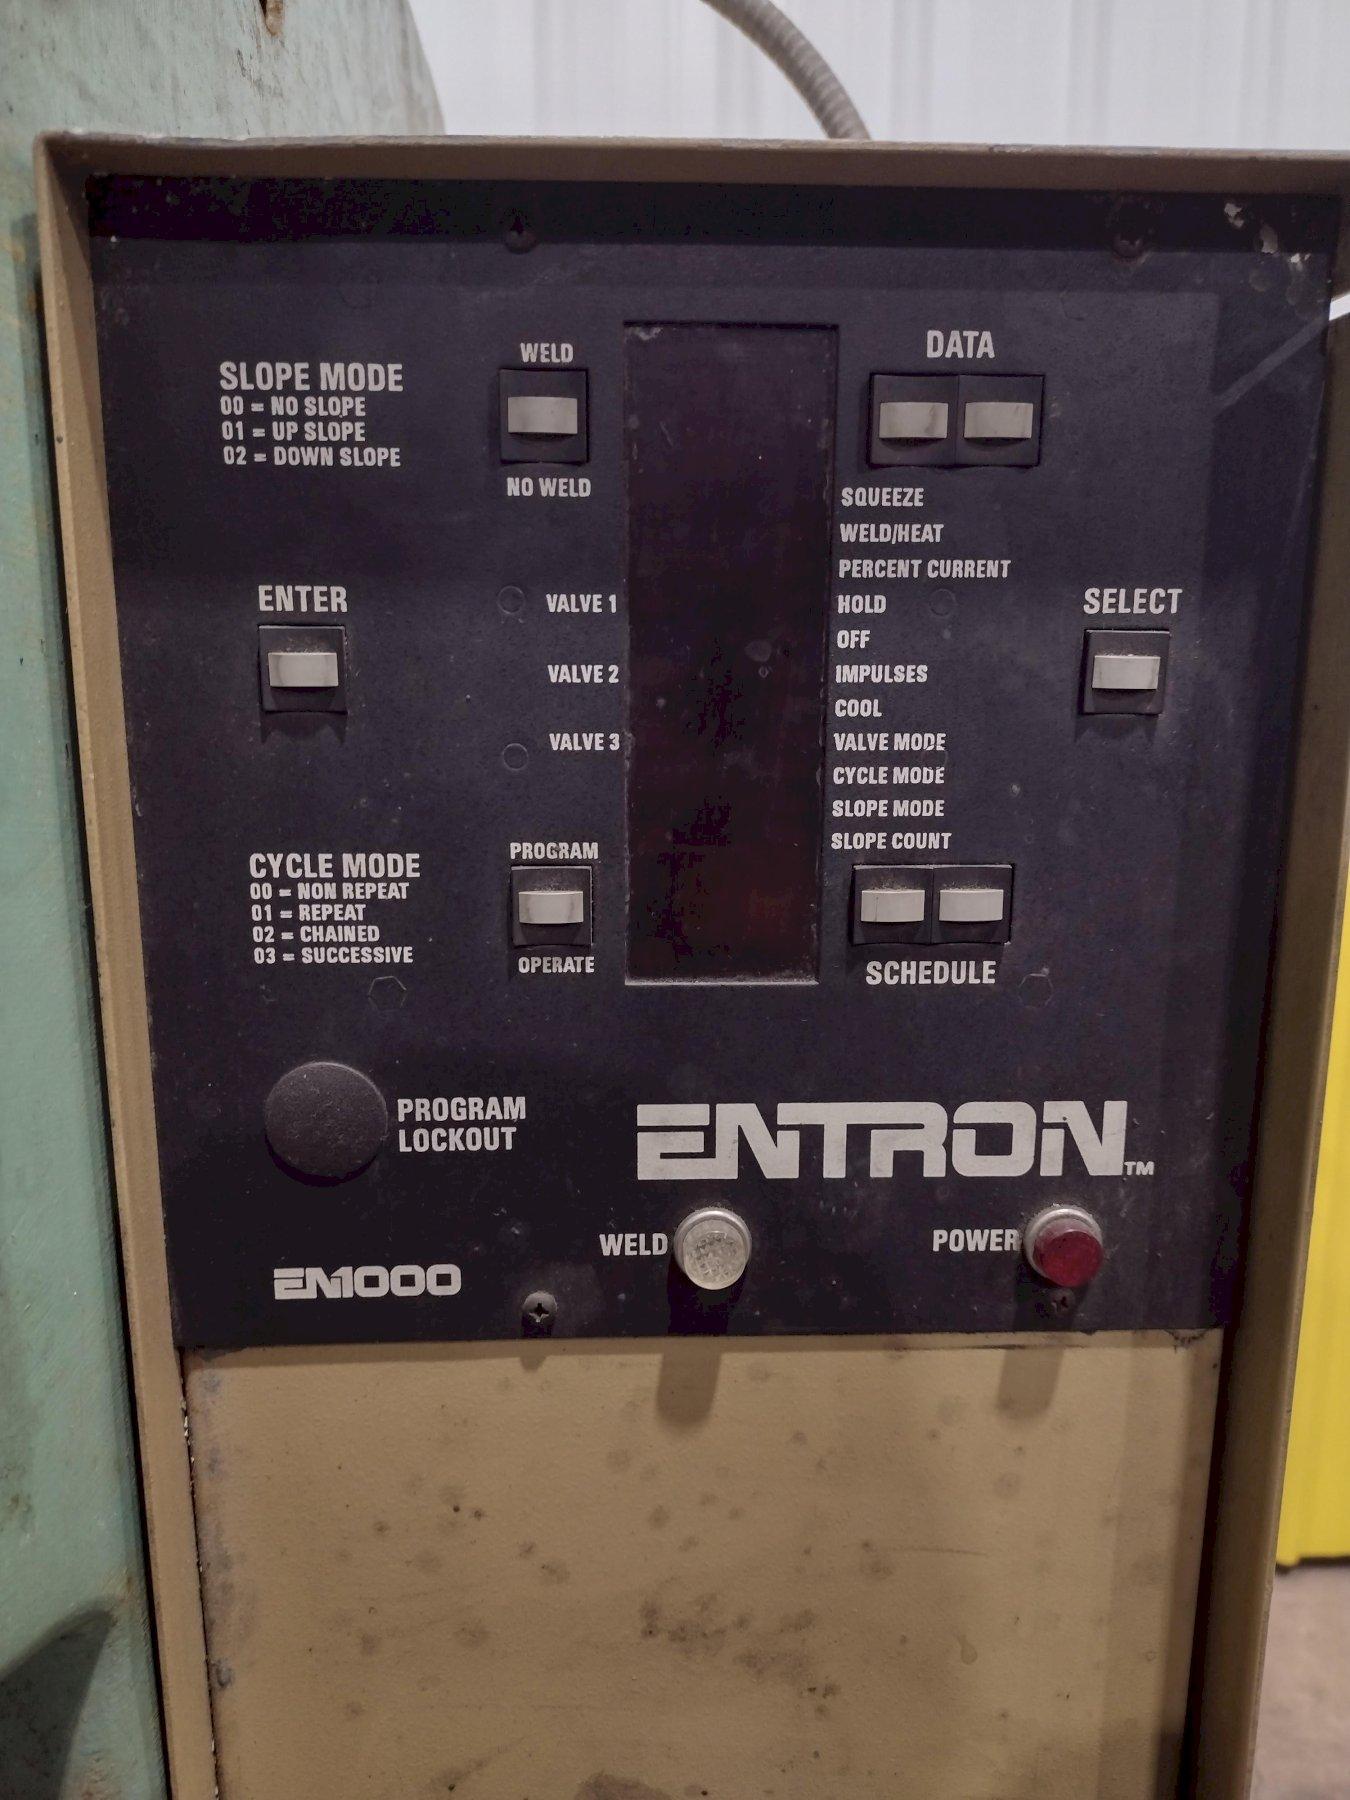 SLOPE MODE
00 = NO SLOPE
01 = UP SLOPE
02 = DOWN SLOPE
WELD
NO WELD
DATA
SQUEEZE
WELD/HEAT
PERCENT CURRENT
HOLD
OFF
IMPULSES
COOL
VALVE MODE
CYCLE MODE
SLOPE MODE
SLOPE COUNT
ENTER
VALVE 1
VALVE 2
VALVE 3
SELECT
CYCLE MODE
00 = NON REPEAT
01 = REPEAT
02 = CHAINED
03 = SUCCESSIVE
PROGRAM
OPERATE
SCHEDULE
PROGRAM
LOCKOUT
ENTRON™
WELD
POWER
EN1000